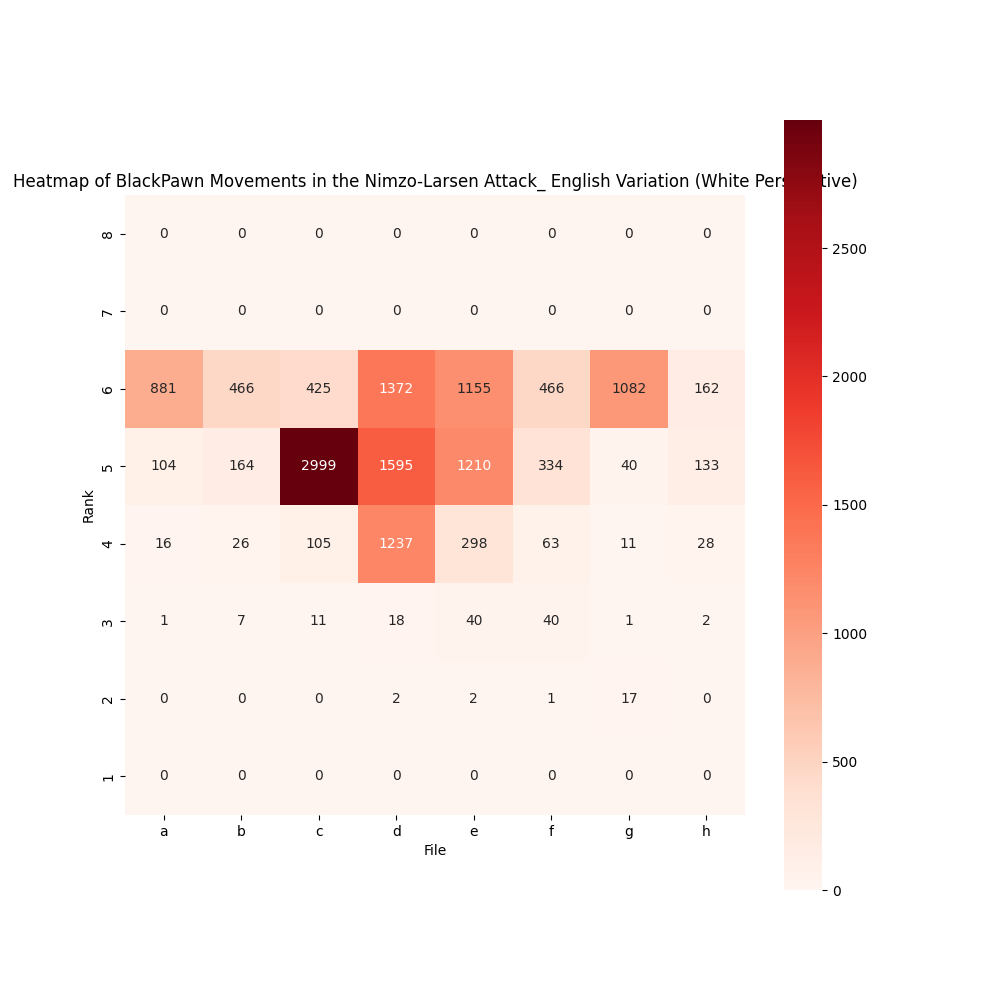 Heatmap of BlackPawn Movements in the Nimzo-Larsen Attack_ English Variation (White Pers tive)
8 0 0 0 0 0 0 0 0
7 0 0 0 0 0 0 0 0
6 881 466 425 1372 1155 466 1082 162
5 104 164 2999 1595 1210 334 40 133
4 16 26 105 1237 298 63 11 28
3 1 7 11 18 40 40 1 2
2 0 0 0 2 2 1 17 0
1 0 0 0 0 0 0 0 0
a b c d e f g h
File
Rank
2500
2000
1500
1000
500
0